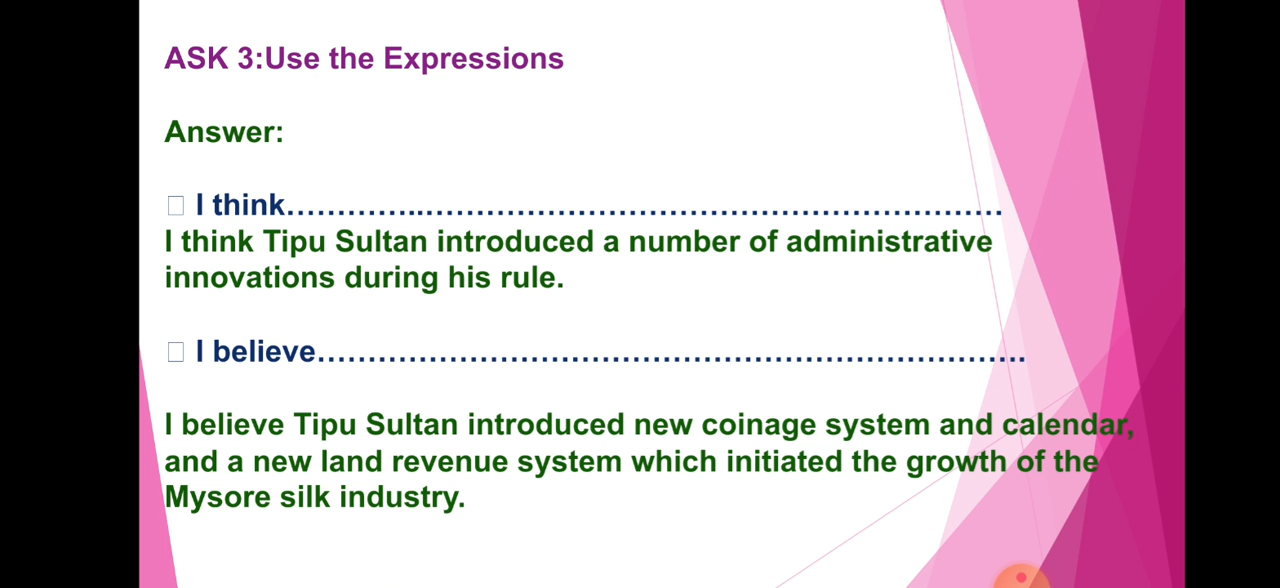 ASK 3:Use the Expressions
Answer:
I think…………..…………………………………………………
I think Tipu Sultan introduced a number of administrative
innovations during his rule.
I believe…………………………………………………………….
I believe Tipu Sultan introduced new coinage system and calendar,
and a new land revenue system which initiated the growth of the
Mysore silk industry.